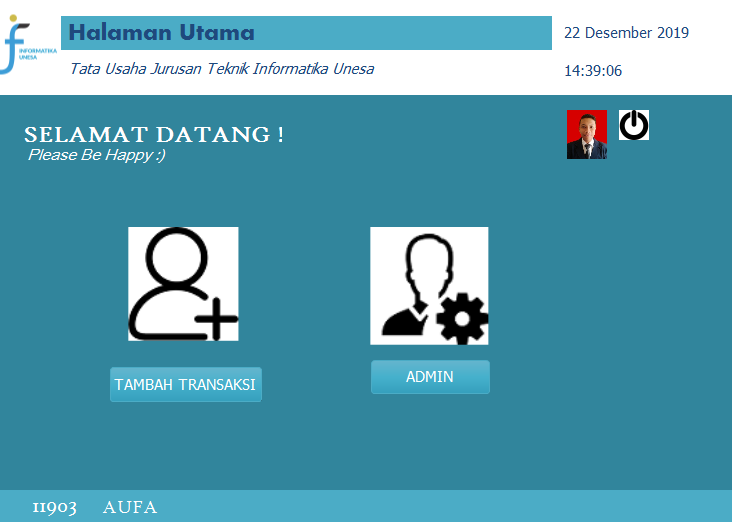 INFORMATIKA
UNESA
Halaman Utama
22 Desember 2019
Tata Usaha Jurusan Teknik Informatika Unesa
14:39:06
SELAMAT DATANG !
Please Be Happy :)
TAMBAH TRANSAKSI
ADMIN
11903 AUFA